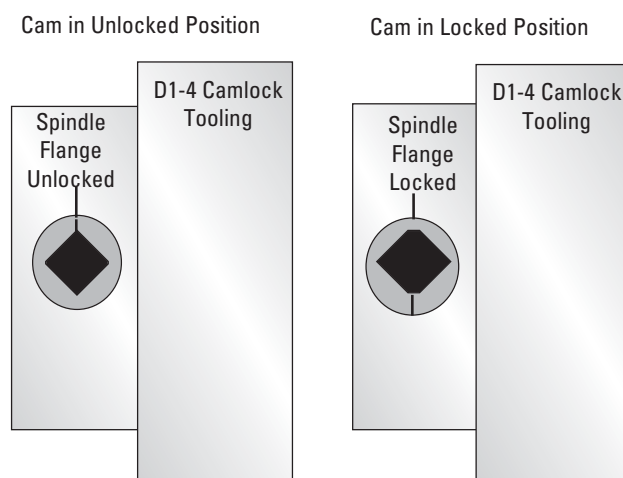 Cam in Unlocked Position
D1-4 Camlock
Tooling
Spindle
Flange
Unlocked
Cam in Locked Position
D1-4 Camlock
Tooling
Spindle
Flange
Locked